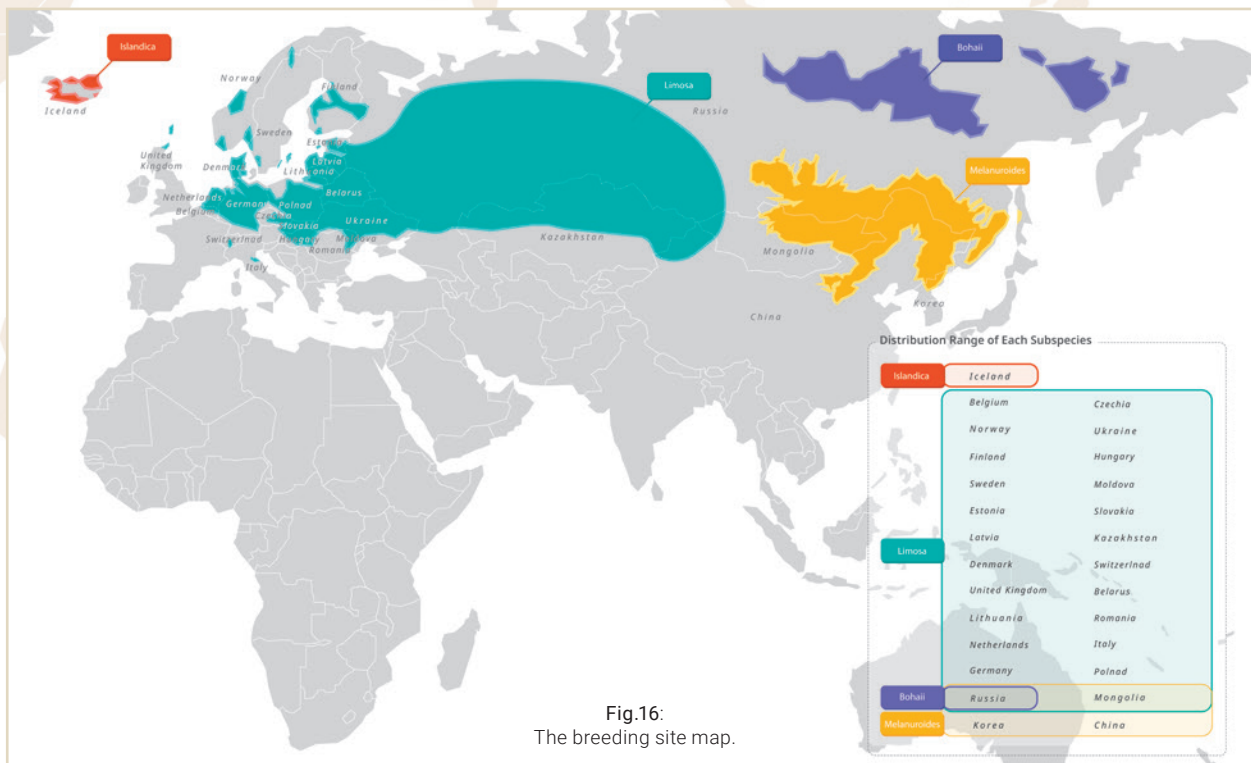 Islandica
Bohaii
Norway
Limosa
Finland
Iceland
Russia
Sweden
Estonia
United
Kingdom
Latvia
Denmark
Lithuania
Melanuroides
Netherlands
Belarus
Germany
Polnad
Belgium
Czechia
Ukraine
Slovakia
Kazakhstan
Switzerlnad
Hungary
Moldova
Mongolia
Romania
Italy
Korea
China
Distribution Range of Each Subspecies
Islandica
Iceland
Belgium Czechia
Norway Ukraine
Finland Hungary
Sweden Moldova
Estonia Slovakia
Latvia Kazakhstan
Limosa
Denmark Switzerlnad
United Kingdom Belarus
Lithuania Romania
Netherlands Italy
Germany Polnad
Bohaii
Russia Mongolia
Melanuroides
Korea China
Fig.16:
The breeding site map.